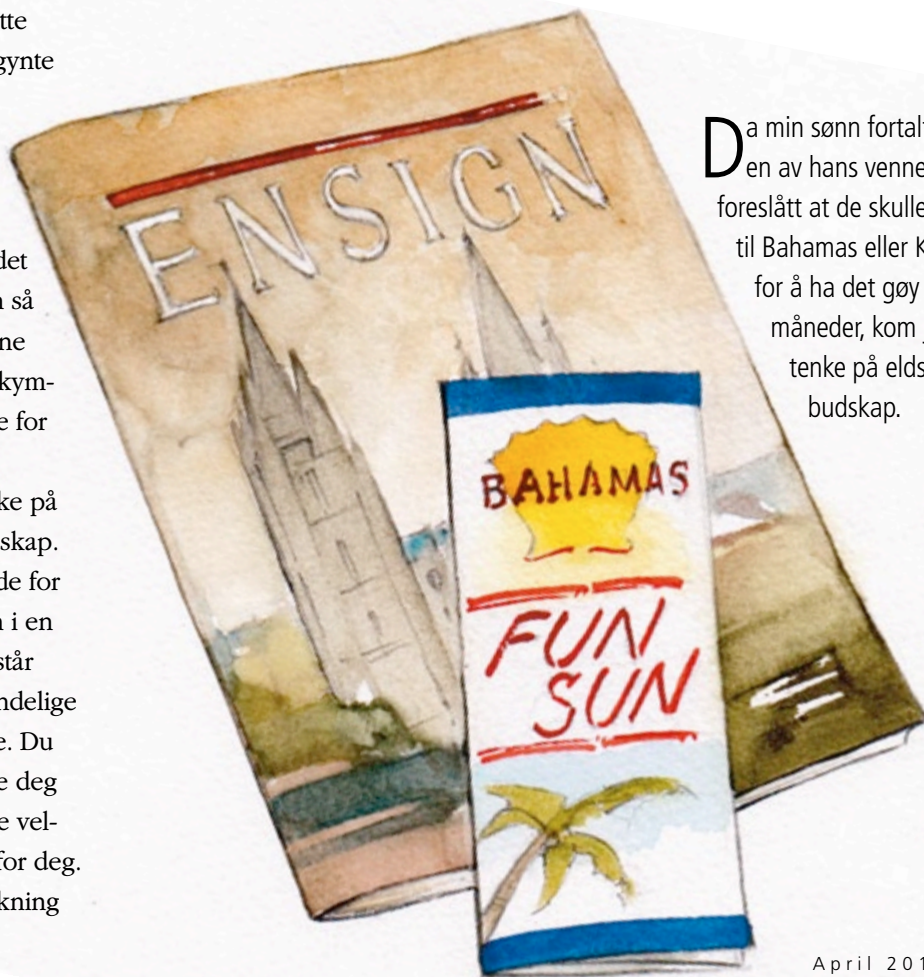 tte
gynte
det
n så
ne
kym-
e for
ke på
skap.
de for
n i en
står
ndelige
e. Du
e deg
e vel-
for deg.
kning
ENSIGN
BAHAMAS
FUN
SUN
Da min sønn fortalt
en av hans venne
foreslått at de skulle
til Bahamas eller K
for å ha det gøy
måneder, kom j
tenke på elds
budskap.
April 201